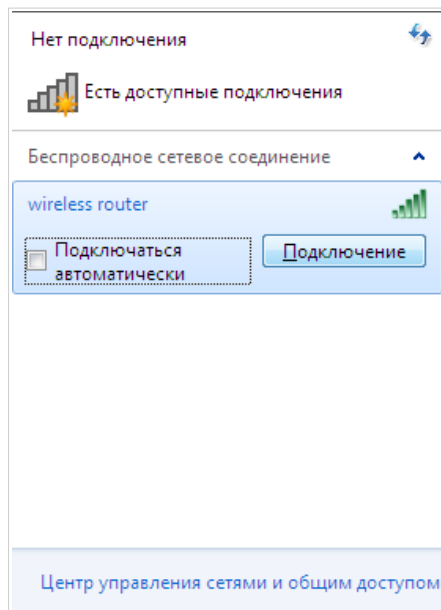 Нет подключения
Есть доступные подключения
Беспроводное сетевое соединение
wireless router
Подключаться
автоматически
Подключение
Центр управления сетями и общим доступом